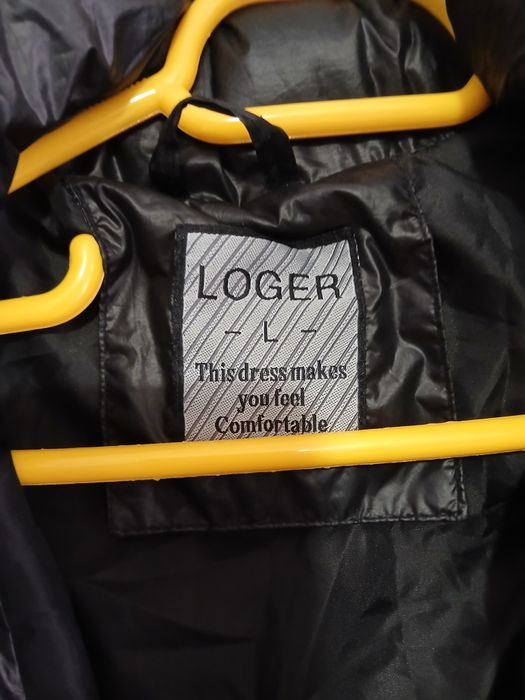 LOGER
- L -
This dress makes
you feel
Comfortable